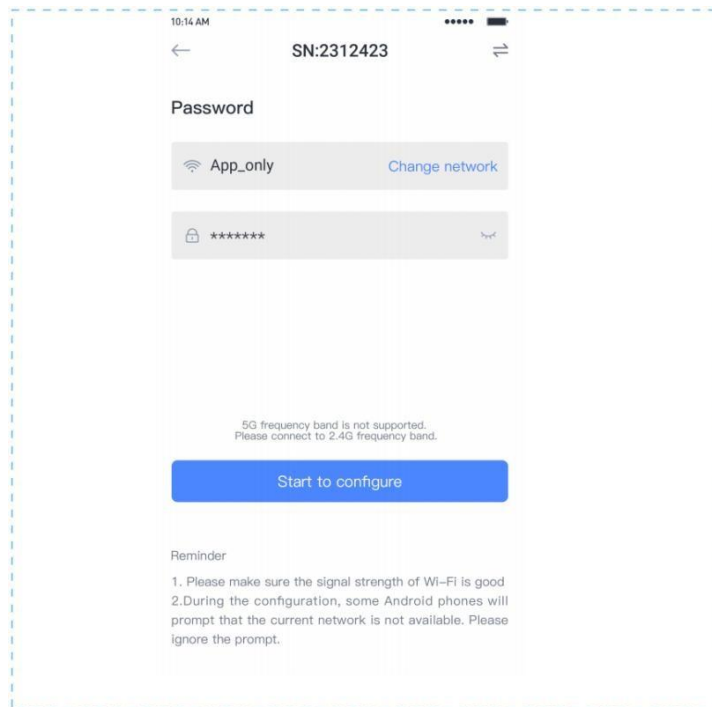 10:14 AM
SN:2312423
Password
App_only Change network
*******
5G frequency band is not supported.
Please connect to 2.4G frequency band.
Start to configure
Reminder
1. Please make sure the signal strength of Wi-Fi is good
2.During the configuration, some Android phones will
prompt that the current network is not available. Please
ignore the prompt.